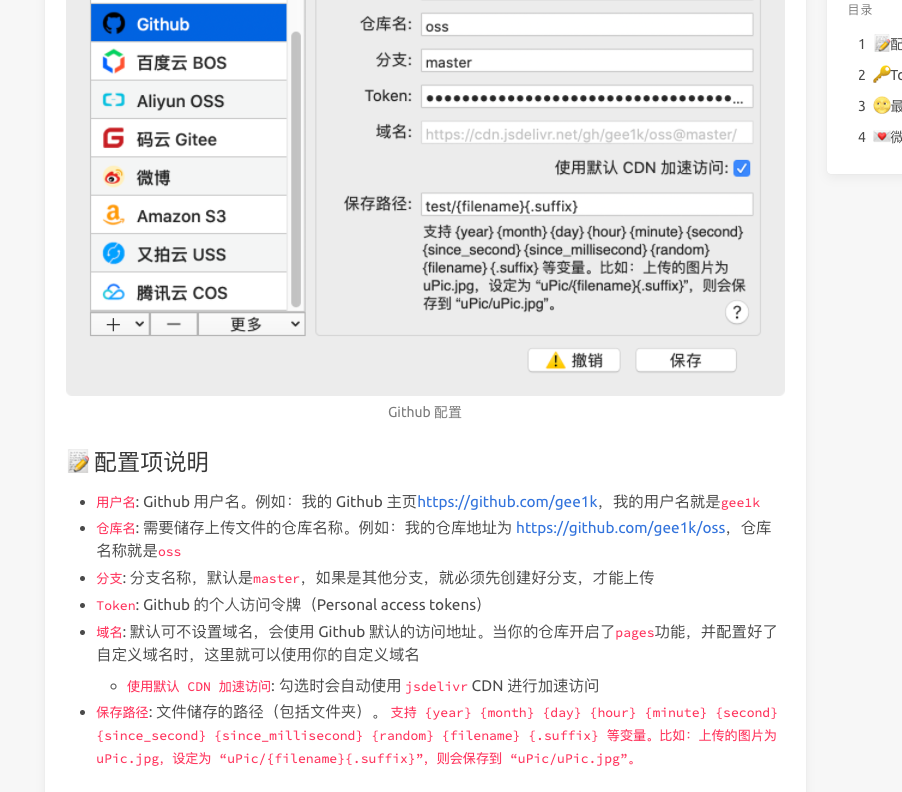 目录
Github
仓库名: oss
1 📝配
百度云 BOS
分支: master
2 🔑To
Aliyun OSS
Token: ●●●●●●●●●●●●●●●●●●●●●●●●●●●●●●●●●●...
3 😬最
码云 Gitee
域名: https://cdn.jsdelivr.net/gh/gee1k/oss@master/
4 💌微
微博
使用默认 CDN 加速访问:
Amazon S3
保存路径: test/{filename}{.suffix}
又拍云 USS
腾讯云 COS
支持 {year} {month} {day} {hour} {minute} {second}
{since_second} {since_millisecond} {random}
{filename} {.suffix} 等变量。比如：上传的图片为
uPic.jpg，设定为 “uPic/{filename}{.suffix}”，则会保
存到 “uPic/uPic.jpg”。
?
更多
撤销
保存
Github 配置
📝 配置项说明
用户名: Github 用户名。例如：我的 Github 主页https://github.com/gee1k，我的用户名就是gee1k
仓库名: 需要储存上传文件的仓库名称。例如：我的仓库地址为 https://github.com/gee1k/oss，仓库
名称就是oss
分支: 分支名称，默认是master，如果是其他分支，就必须先创建好分支，才能上传
Token: Github 的个人访问令牌（Personal access tokens）
域名: 默认可不设置域名，会使用 Github 默认的访问地址。当你的仓库开启了pages功能，并配置好了
自定义域名时，这里就可以使用你的自定义域名
使用默认 CDN 加速访问: 勾选时会自动使用 jsdelivr CDN 进行加速访问
保存路径: 文件储存的路径（包括文件夹）。 支持 {year} {month} {day} {hour} {minute} {second}
{since_second} {since_millisecond} {random} {filename} {.suffix} 等变量。比如：上传的图片为
uPic.jpg，设定为 “uPic/{filename}{.suffix}”，则会保存到 “uPic/uPic.jpg”。